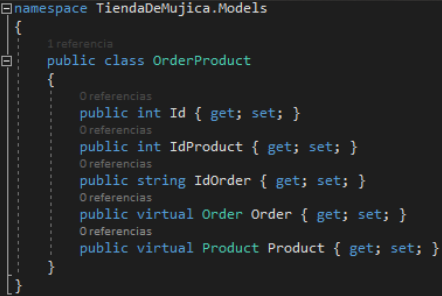 namespace TiendaDeMujica.Models
{
1 referencia
public class OrderProduct
{
0 referencias
public int Id { get; set; }
0 referencias
public int IdProduct { get; set; }
0 referencias
public string IdOrder { get; set; }
0 referencias
public virtual Order Order { get; set; }
0 referencias
public virtual Product Product { get; set; }
}
}